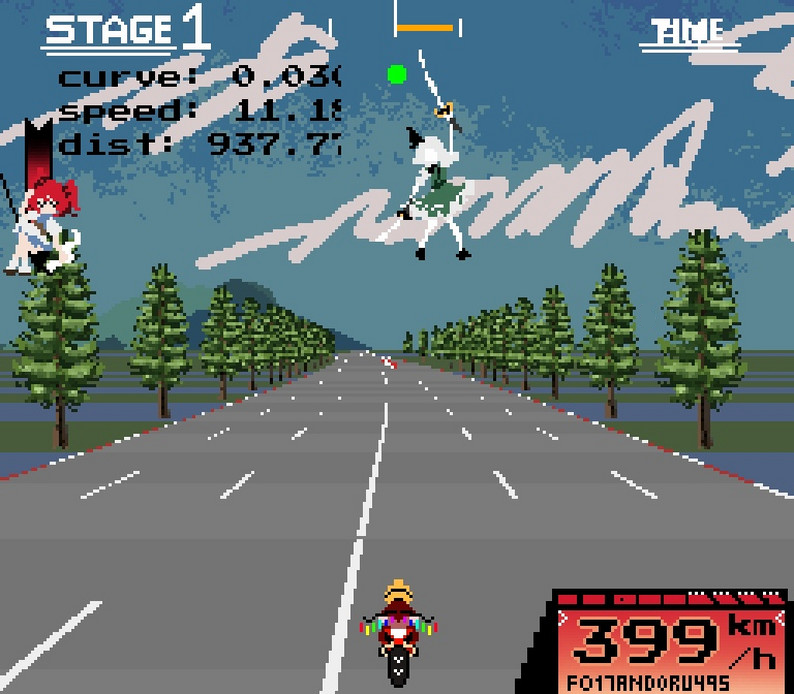 STAGE 1
TIME
curve: 0.03
speed: 11.1
dist: 937.7
399 km/h
FO17ANDORU495